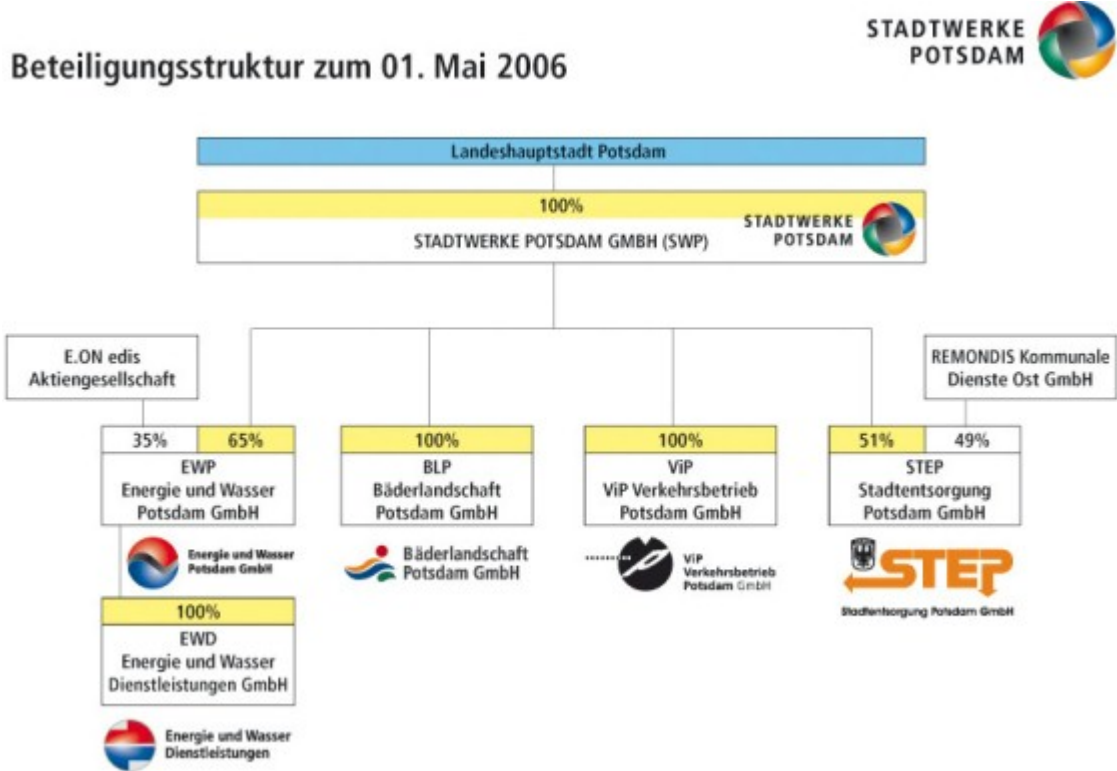 STADTWERKE
POTSDAM
Beteiligungsstruktur zum 01. Mai 2006
Landeshauptstadt Potsdam
100%
STADTWERKE POTSDAM GMBH (SWP)
STADTWERKE
POTSDAM
E.ON edis
Aktiengesellschaft
REMONDIS Kommunale
Dienste Ost GmbH
35% 65%
EWP
Energie und Wasser
Potsdam GmbH
Energie und Wasser
Potsdam GmbH
100%
BLP
Bäderlandschaft
Potsdam GmbH
Bäderlandschaft
Potsdam GmbH
100%
ViP
ViP Verkehrsbetrieb
Potsdam GmbH
ViP
Verkehrsbetrieb
Potsdam GmbH
51% 49%
STEP
Stadtentsorgung
Potsdam GmbH
STEP
Stadtentsorgung Potsdam GmbH
100%
EWD
Energie und Wasser
Dienstleistungen GmbH
Energie und Wasser
Dienstleistungen